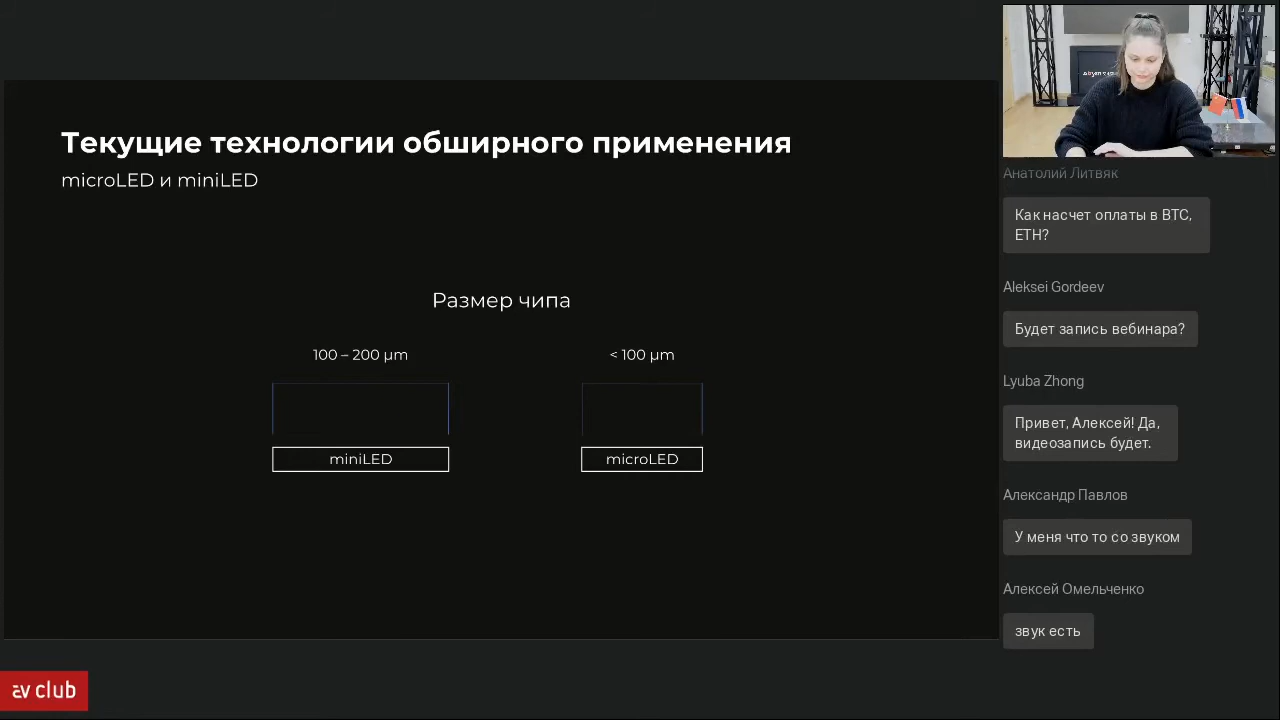 Текущие технологии обширного применения
microLED и miniLED
Размер чипа
100 – 200 µm
< 100 µm
miniLED
microLED
Анатолий Литвяк
Как насчет оплаты в BTC,
ETH?
Aleksei Gordeev
Будет запись вебинара?
Lyuba Zhong
Привет, Алексей! Да,
видеозапись будет.
Александр Павлов
У меня что то со звуком
Алексей Омельченко
звук есть
av club